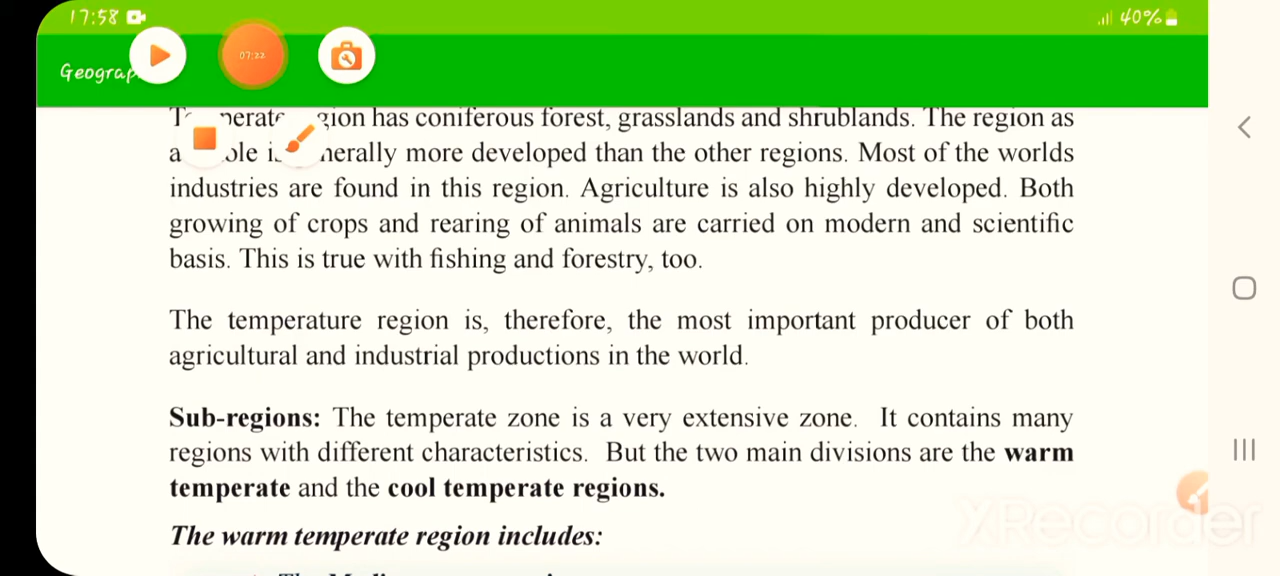 17:58
40%
Geograp
07:22
gion has coniferous forest, grasslands and shrublands. The region as
a ole is nerally more developed than the other regions. Most of the worlds
industries are found in this region. Agriculture is also highly developed. Both
growing of crops and rearing of animals are carried on modern and scientific
basis. This is true with fishing and forestry, too.
The temperature region is, therefore, the most important producer of both
agricultural and industrial productions in the world.
Sub-regions: The temperate zone is a very extensive zone. It contains many
regions with different characteristics. But the two main divisions are the warm
temperate and the cool temperate regions.
XRecorder
The warm temperate region includes: